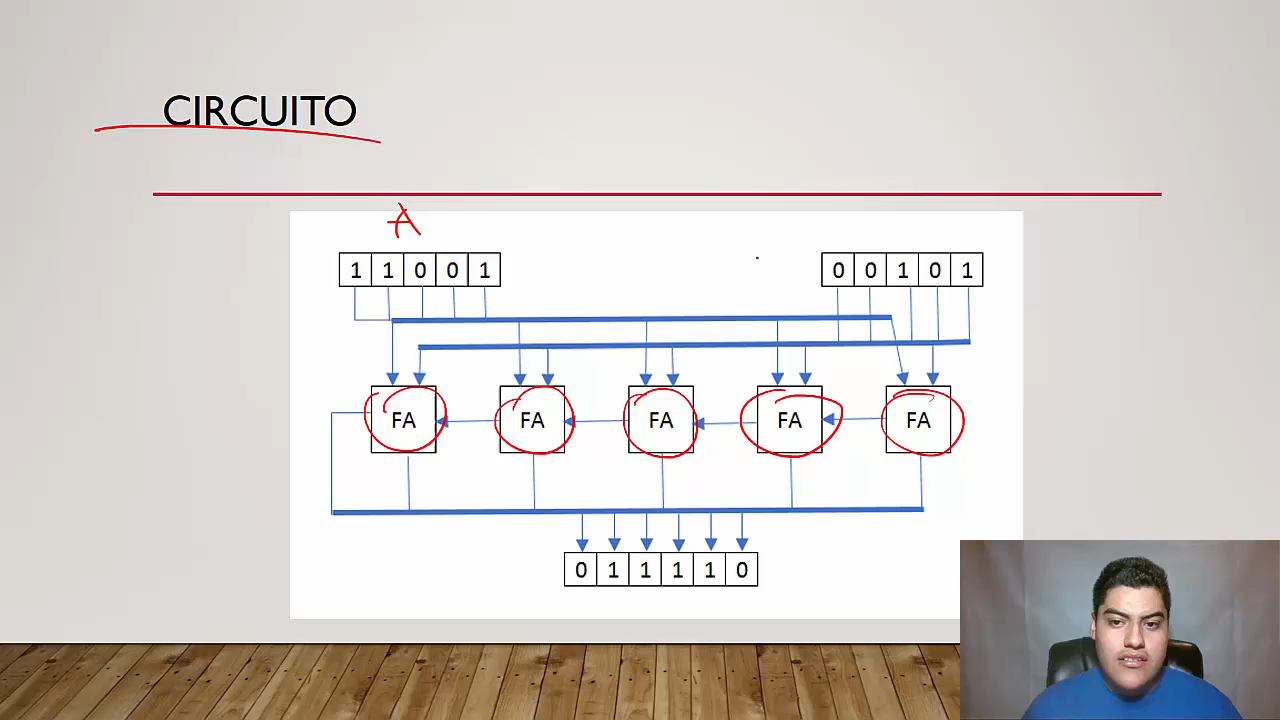 CIRCUITO
A
1 1 0 0 1
0 0 1 0 1
FA FA FA FA FA
0 1 1 1 1 0